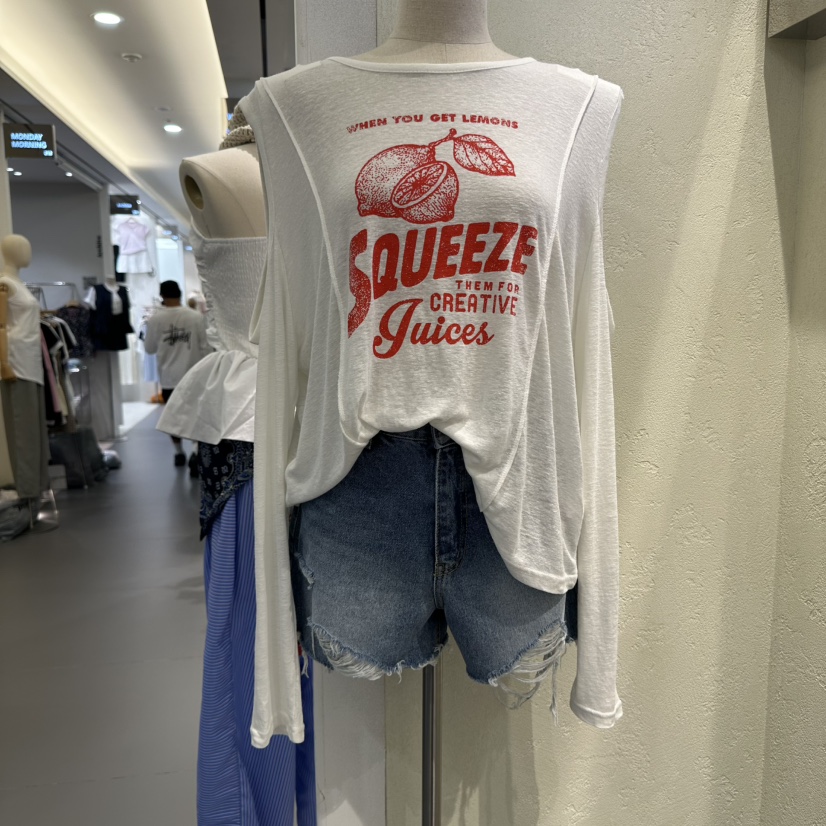 MONDAY
MORNING
WHEN YOU GET LEMONS
SQUEEZE
THEM FOR
CREATIVE
Juices